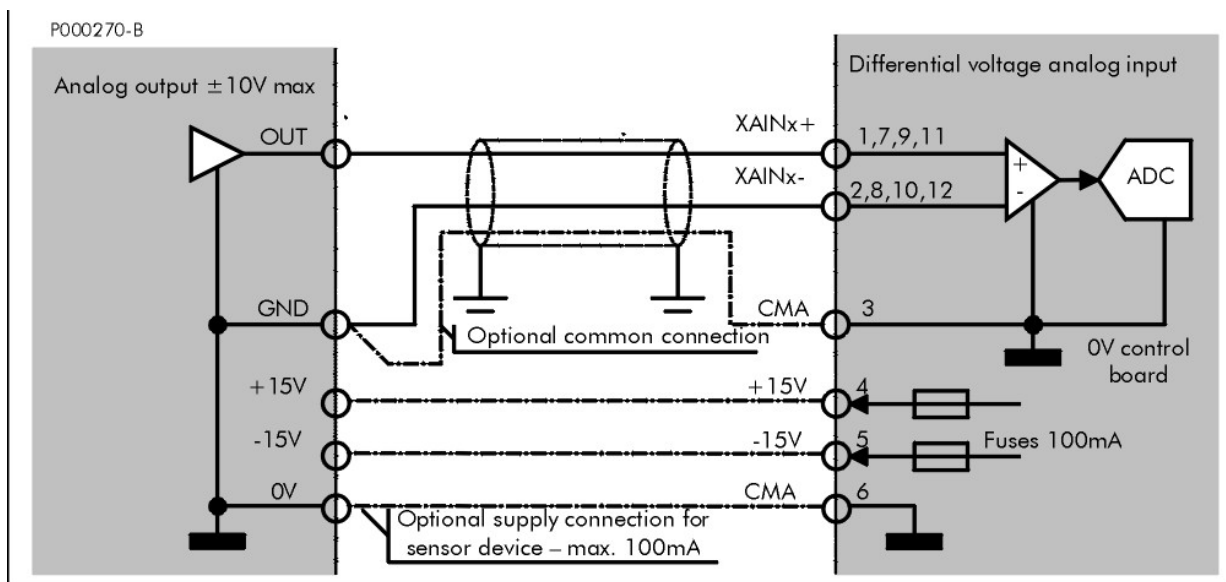 P000270-B
Analog output ±10V max
Differential voltage analog input
OUT
XAINx+
1,7,9,11
XAINx-
2,8,10,12
+
-
ADC
GND
CMA
3
Optional common connection
0V control
board
+15V
+15V
4
-15V
-15V
5
Fuses 100mA
0V
CMA
6
Optional supply connection for
sensor device – max. 100mA